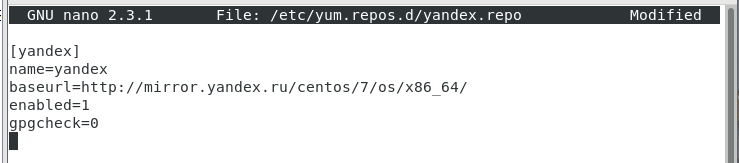 GNU nano 2.3.1 File: /etc/yum.repos.d/yandex.repo Modified
[yandex]
name=yandex
baseurl=http://mirror.yandex.ru/centos/7/os/x86_64/
enabled=1
gpgcheck=0